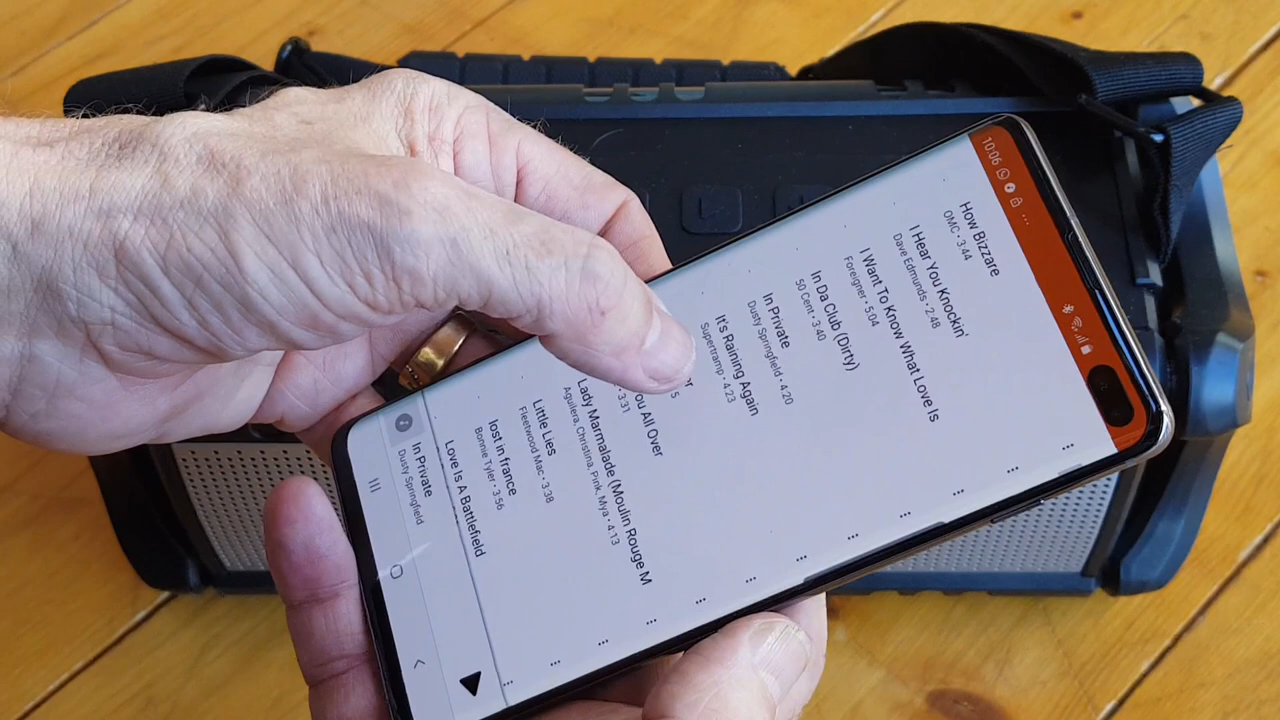 10:06
How Bizzare
OMC • 3:44
I Hear You Knockin'
Dave Edmunds • 2:48
I Want To Know What Love Is
Foreigner • 5:04
In Da Club (Dirty)
50 Cent • 3:40
In Private
Dusty Springfield • 4:20
It's Raining Again
Supertramp • 4:23
You All Over
3:31
Lady Marmalade (Moulin Rouge M
Aguilera, Christina, Pink, Mya • 4:13
Little Lies
Fleetwood Mac • 3:38
lost in france
Bonnie Tyler • 3:56
Love Is A Battlefield
In Private
Dusty Springfield